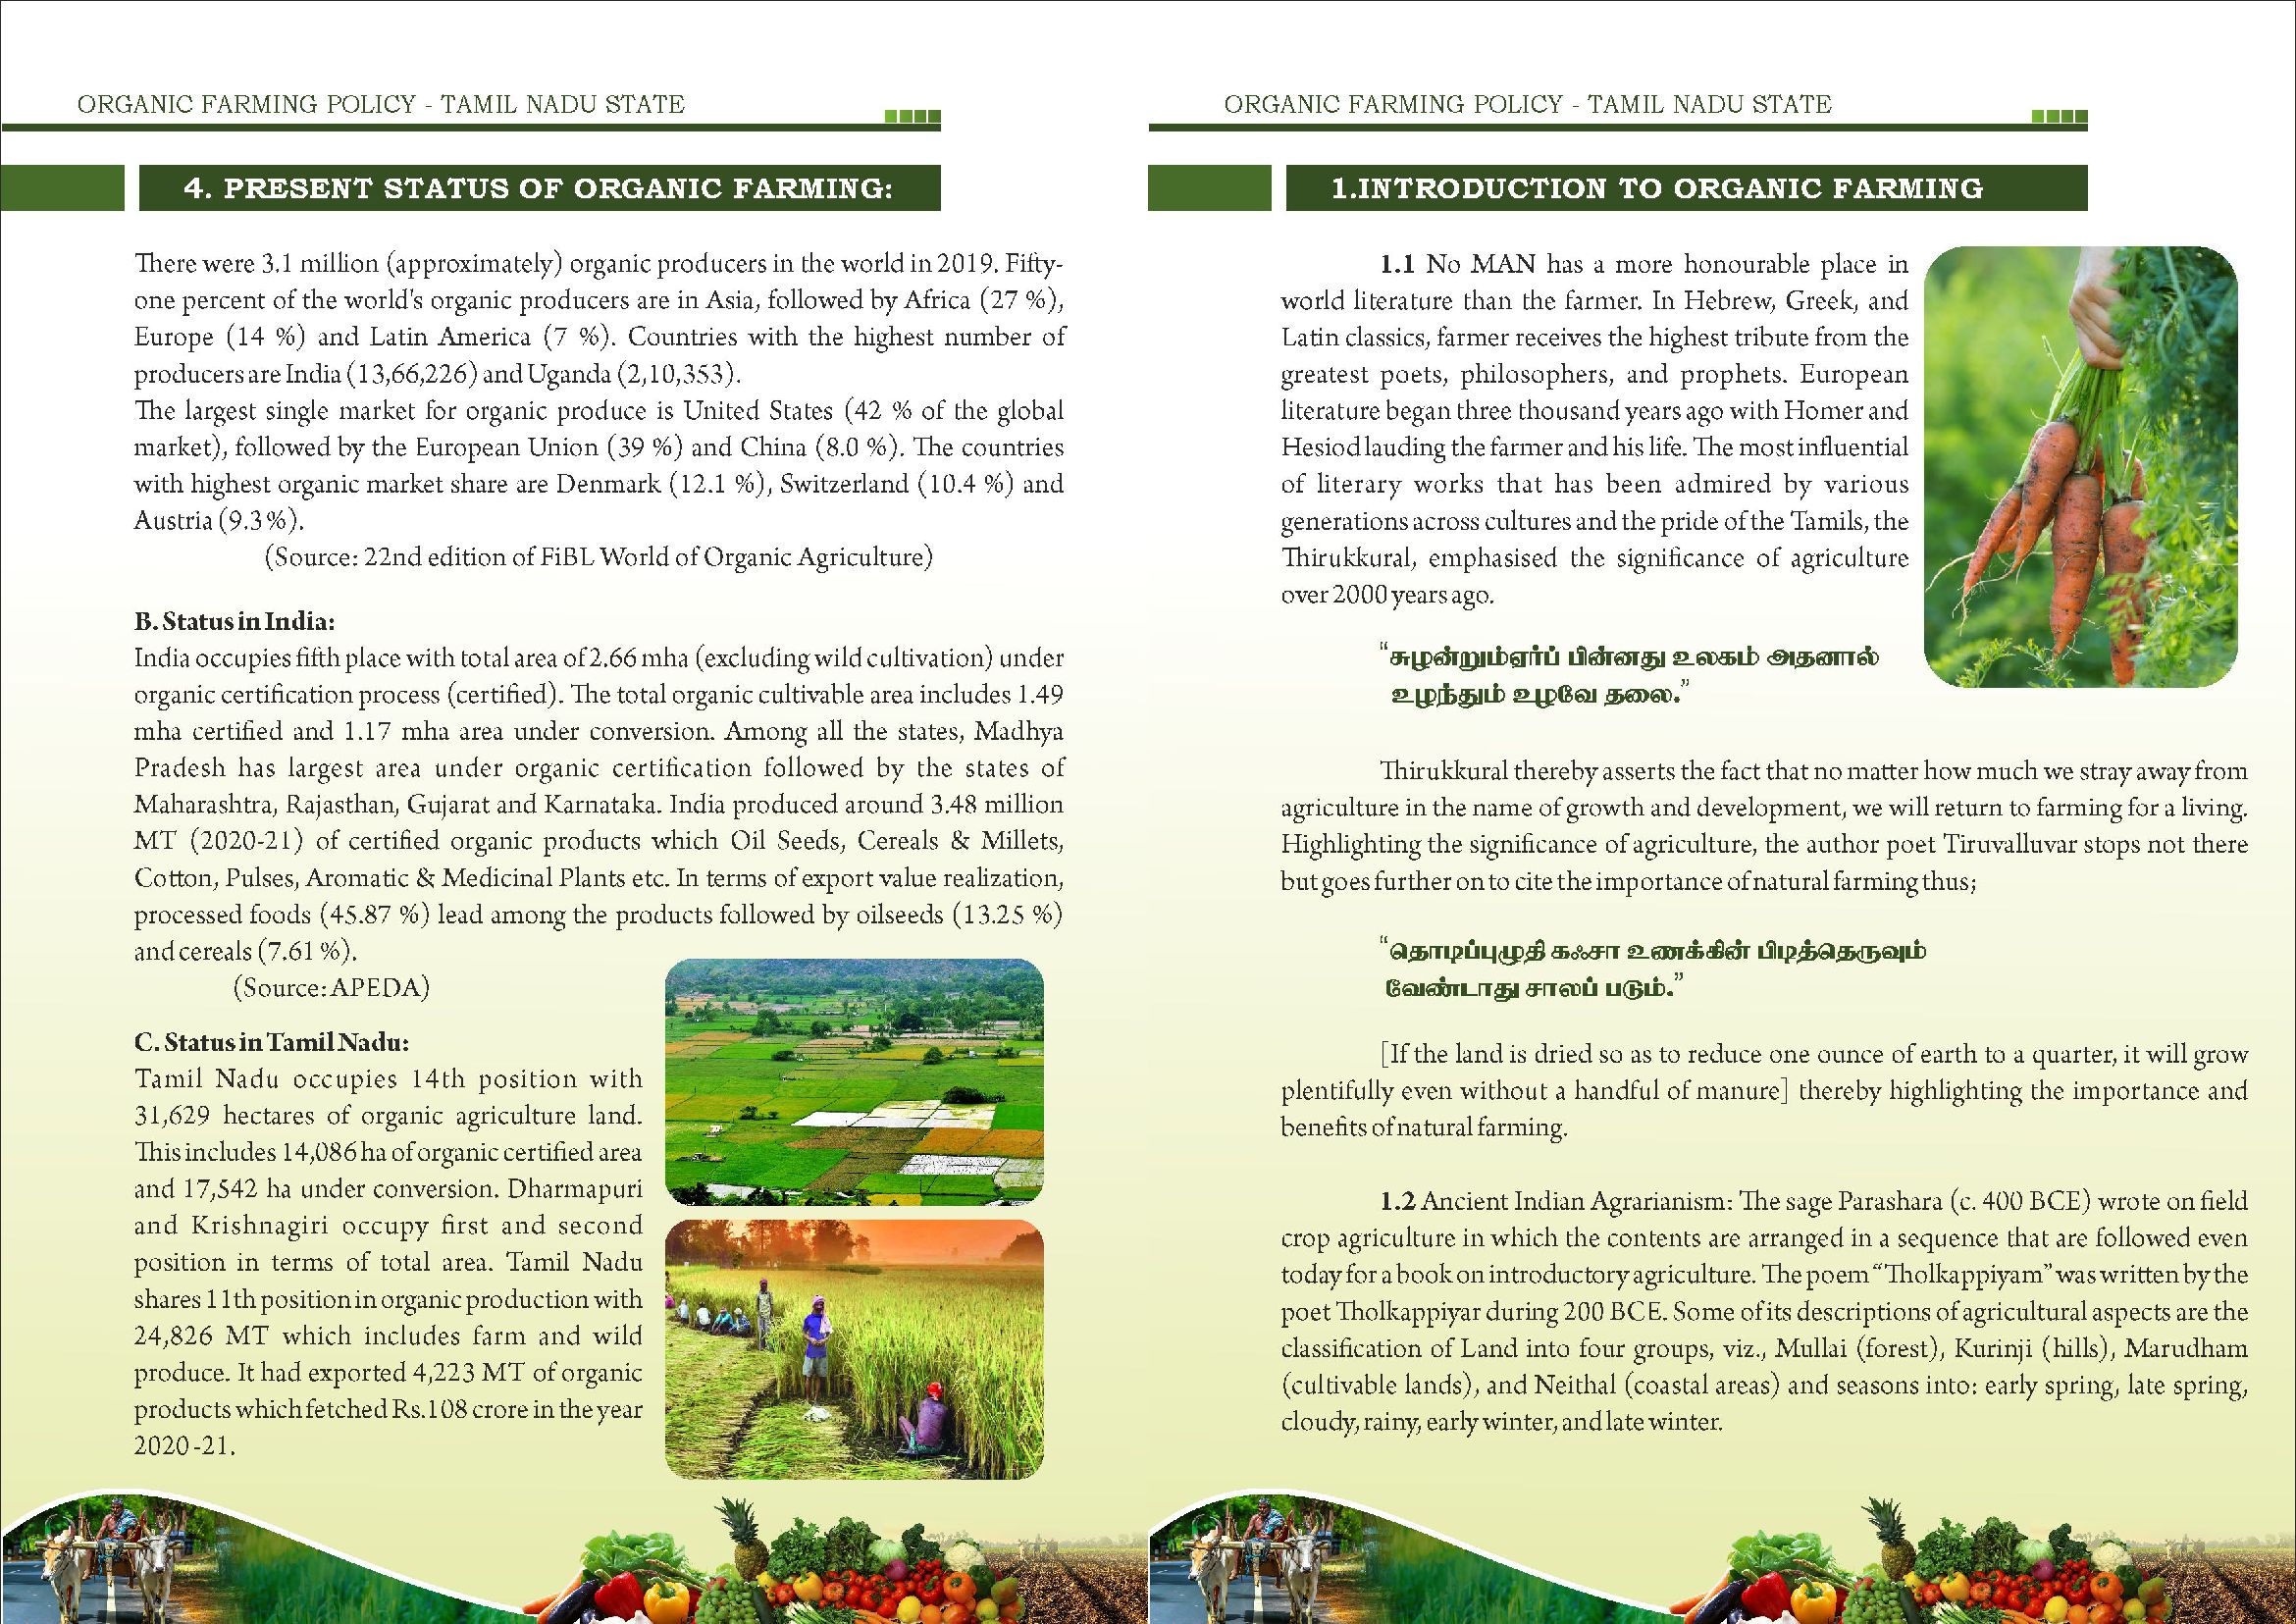 ORGANIC FARMING POLICY - TAMIL NADU STATE
4. PRESENT STATUS OF ORGANIC FARMING:
There were 3.1 million (approximately) organic producers in the world in 2019. Fifty-
one percent of the world's organic producers are in Asia, followed by Africa (27 %),
Europe (14 %) and Latin America (7 %). Countries with the highest number of
producers are India (13,66,226) and Uganda (2,10,353).
The largest single market for organic produce is United States (42 % of the global
market), followed by the European Union (39 %) and China (8.0 %). The countries
with highest organic market share are Denmark (12.1 %), Switzerland (10.4 %) and
Austria (9.3 %).
(Source: 22nd edition of FiBL World of Organic Agriculture)
B. Status in India:
India occupies fifth place with total area of 2.66 mha (excluding wild cultivation) under
organic certification process (certified). The total organic cultivable area includes 1.49
mha certified and 1.17 mha area under conversion. Among all the states, Madhya
Pradesh has largest area under organic certification followed by the states of
Maharashtra, Rajasthan, Gujarat and Karnataka. India produced around 3.48 million
MT (2020-21) of certified organic products which Oil Seeds, Cereals & Millets,
Cotton, Pulses, Aromatic & Medicinal Plants etc. In terms of export value realization,
processed foods (45.87 %) lead among the products followed by oilseeds (13.25 %)
and cereals (7.61 %).
(Source: APEDA)
C. Status in Tamil Nadu:
Tamil Nadu occupies 14th position with
31,629 hectares of organic agriculture land.
This includes 14,086 ha of organic certified area
and 17,542 ha under conversion. Dharmapuri
and Krishnagiri occupy first and second
position in terms of total area. Tamil Nadu
shares 11th position in organic production with
24,826 MT which includes farm and wild
produce. It had exported 4,223 MT of organic
products which fetched Rs.108 crore in the year
2020 -21.
ORGANIC FARMING POLICY - TAMIL NADU STATE
1.INTRODUCTION TO ORGANIC FARMING
1.1 No MAN has a more honourable place in
world literature than the farmer. In Hebrew, Greek, and
Latin classics, farmer receives the highest tribute from the
greatest poets, philosophers, and prophets. European
literature began three thousand years ago with Homer and
Hesiod lauding the farmer and his life. The most influential
of literary works that has been admired by various
generations across cultures and the pride of the Tamils, the
Thirukkural, emphasised the significance of agriculture
over 2000 years ago.
“சுழன்றும்ஏர்ப் பின்னது உலகம் அதனால்
உழந்தும் உழவே தலை.”
Thirukkural thereby asserts the fact that no matter how much we stray away from
agriculture in the name of growth and development, we will return to farming for a living.
Highlighting the significance of agriculture, the author poet Tiruvalluvar stops not there
but goes further on to cite the importance of natural farming thus;
“தொடிப்புழுதி கஃசா உணக்கின் பிடித்தெருவும்
வேண்டாது சாலப் படும்.”
[If the land is dried so as to reduce one ounce of earth to a quarter, it will grow
plentifully even without a handful of manure] thereby highlighting the importance and
benefits of natural farming.
1.2 Ancient Indian Agrarianism: The sage Parashara (c. 400 BCE) wrote on field
crop agriculture in which the contents are arranged in a sequence that are followed even
today for a book on introductory agriculture. The poem “Tholkappiyam” was written by the
poet Tholkappiyar during 200 BCE. Some of its descriptions of agricultural aspects are the
classification of Land into four groups, viz., Mullai (forest), Kurinji (hills), Marudham
(cultivable lands), and Neithal (coastal areas) and seasons into: early spring, late spring,
cloudy, rainy, early winter, and late winter.